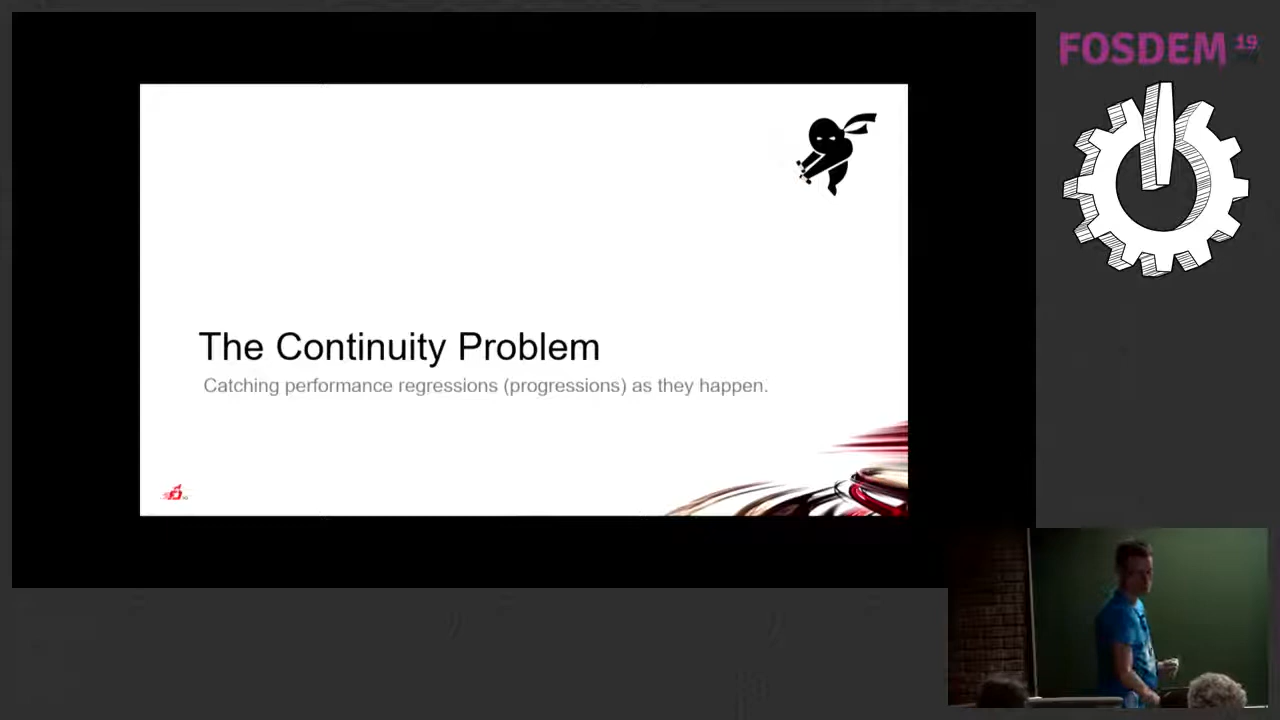 FOSDEM 19
The Continuity Problem
Catching performance regressions (progressions) as they happen.